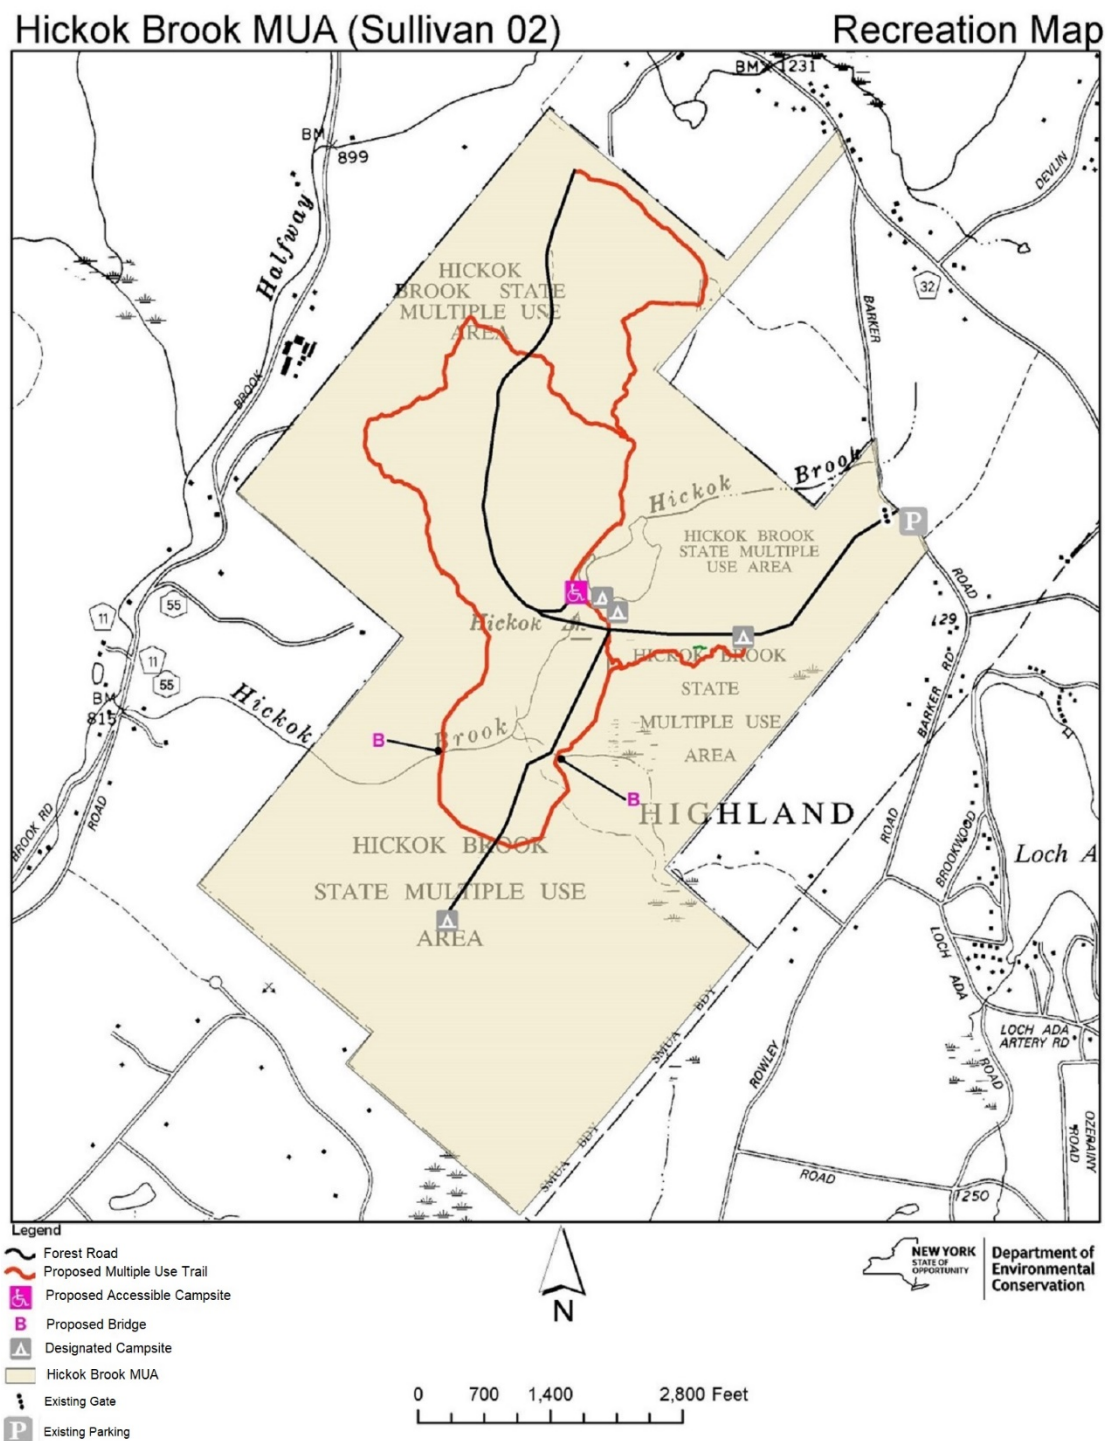 Hickok Brook MUA (Sullivan 02)
Recreation Map
BM 1231
BM
899
DEVLIN
Halfway
32
HICKOK
BROOK STATE
MULTIPLE USE
AREA
BARKER
BROOK
Brook
Hickok
HICKOK BROOK
STATE MULTIPLE
USE AREA
P
ROAD
55
11
Hickok Bk
HICKOK BROOK
STATE
MULTIPLE USE
AREA
BARKER RD
11
55
BM
815
Hickok
Brook
B
B
HIGHLAND
BROOK RD
ROAD
ROAD
BROOKWOOD
Loch A
HICKOK BROOK
STATE MULTIPLE USE
AREA
LOCH ADA
ROAD
LOCH ADA
ARTERY RD
SMUA BDY
ROWLEY
OZERAINY
ROAD
SMUA BDY
ROAD
1250
Legend
Forest Road
Proposed Multiple Use Trail
Proposed Accessible Campsite
B Proposed Bridge
Designated Campsite
Hickok Brook MUA
Existing Gate
P Existing Parking
N
NEW YORK
STATE OF
OPPORTUNITY
Department of
Environmental
Conservation
0 700 1,400 2,800 Feet